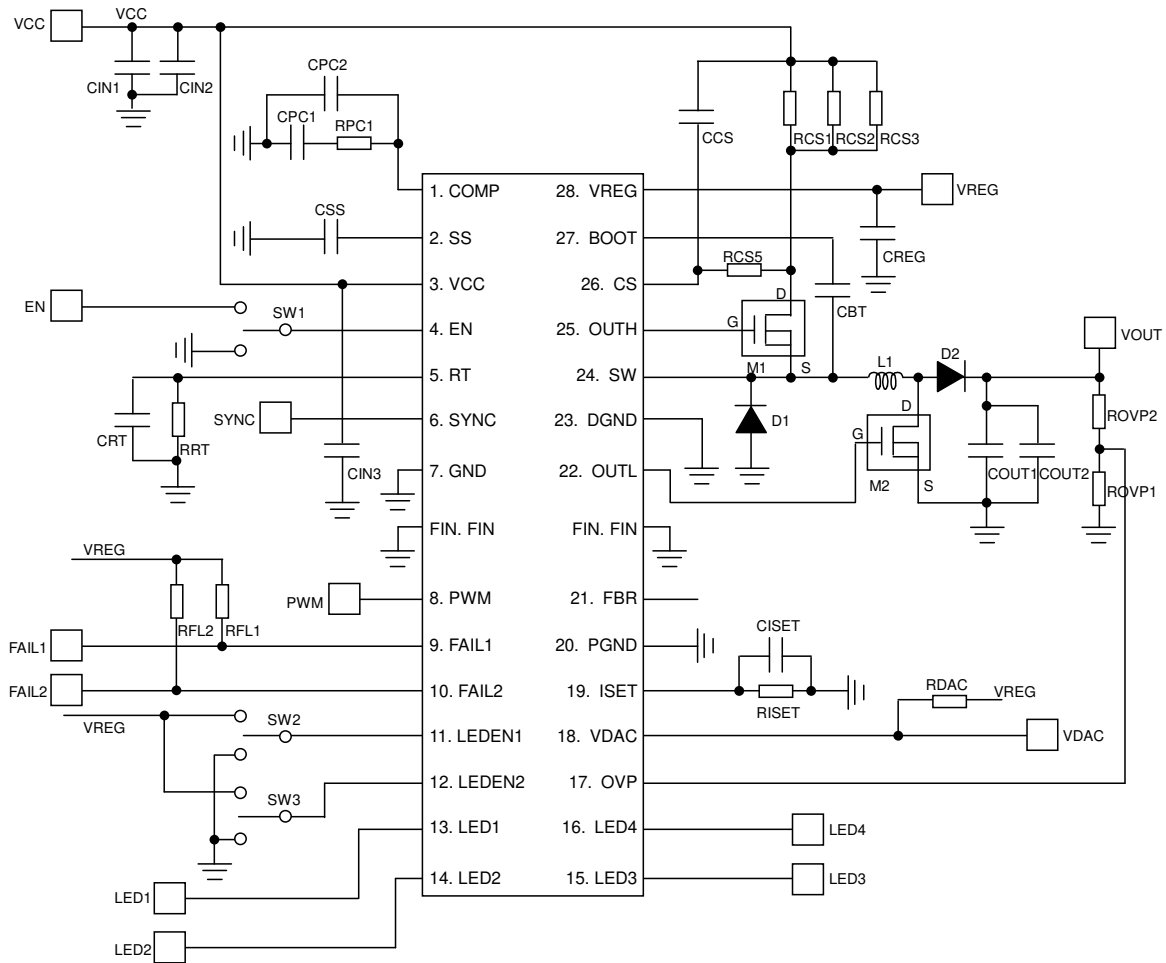 VCC
VCC
CIN1
CIN2
CPC2
CPC1
RPC1
CCS
RCS1
RCS2
RCS3
1. COMP
28. VREG
VREG
CSS
2. SS
27. BOOT
CREG
RCS5
3. VCC
26. CS
D
CBT
EN
SW1
4. EN
25. OUTH
G
M1
S
VOUT
5. RT
24. SW
L1
D2
CRT
RRT
SYNC
6. SYNC
23. DGND
D1
D
G
M2
S
ROVP2
CIN3
7. GND
22. OUTL
COUT1
COUT2
ROVP1
FIN. FIN
FIN. FIN
VREG
RFL2
RFL1
PWM
8. PWM
21. FBR
FAIL1
9. FAIL1
20. PGND
CISET
FAIL2
10. FAIL2
19. ISET
RISET
RDAC
VREG
VREG
SW2
11. LEDEN1
18. VDAC
VDAC
SW3
12. LEDEN2
17. OVP
13. LED1
16. LED4
LED4
14. LED2
15. LED3
LED3
LED1
LED2